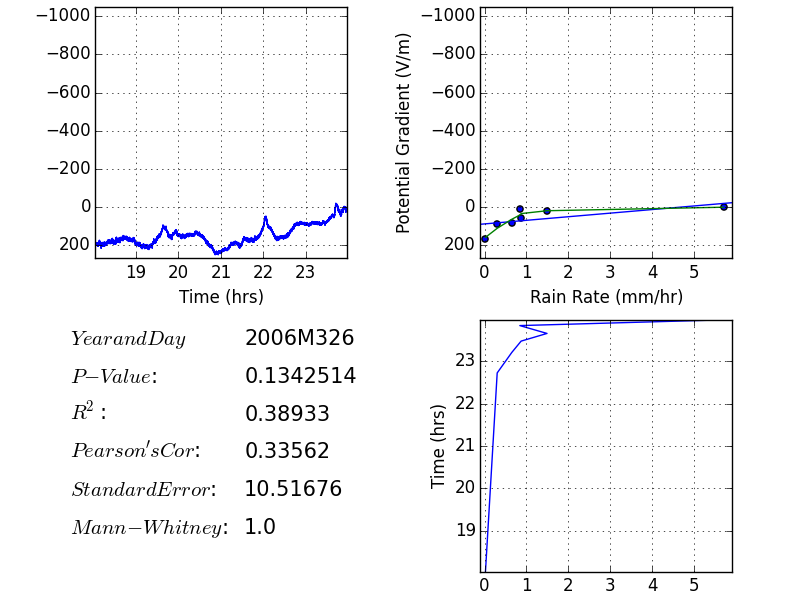 −1000
−800
−600
−400
−200
0
200
19 20 21 22 23
Time (hrs)
Potential Gradient (V/m)
−1000
−800
−600
−400
−200
0
200
0 1 2 3 4 5
Rain Rate (mm/hr)
YearandDay 2006M326
P−Value: 0.1342514
R²: 0.38933
Pearson'sCor: 0.33562
StandardError: 10.51676
Mann−Whitney: 1.0
Time (hrs)
23
22
21
20
19
0 1 2 3 4 5